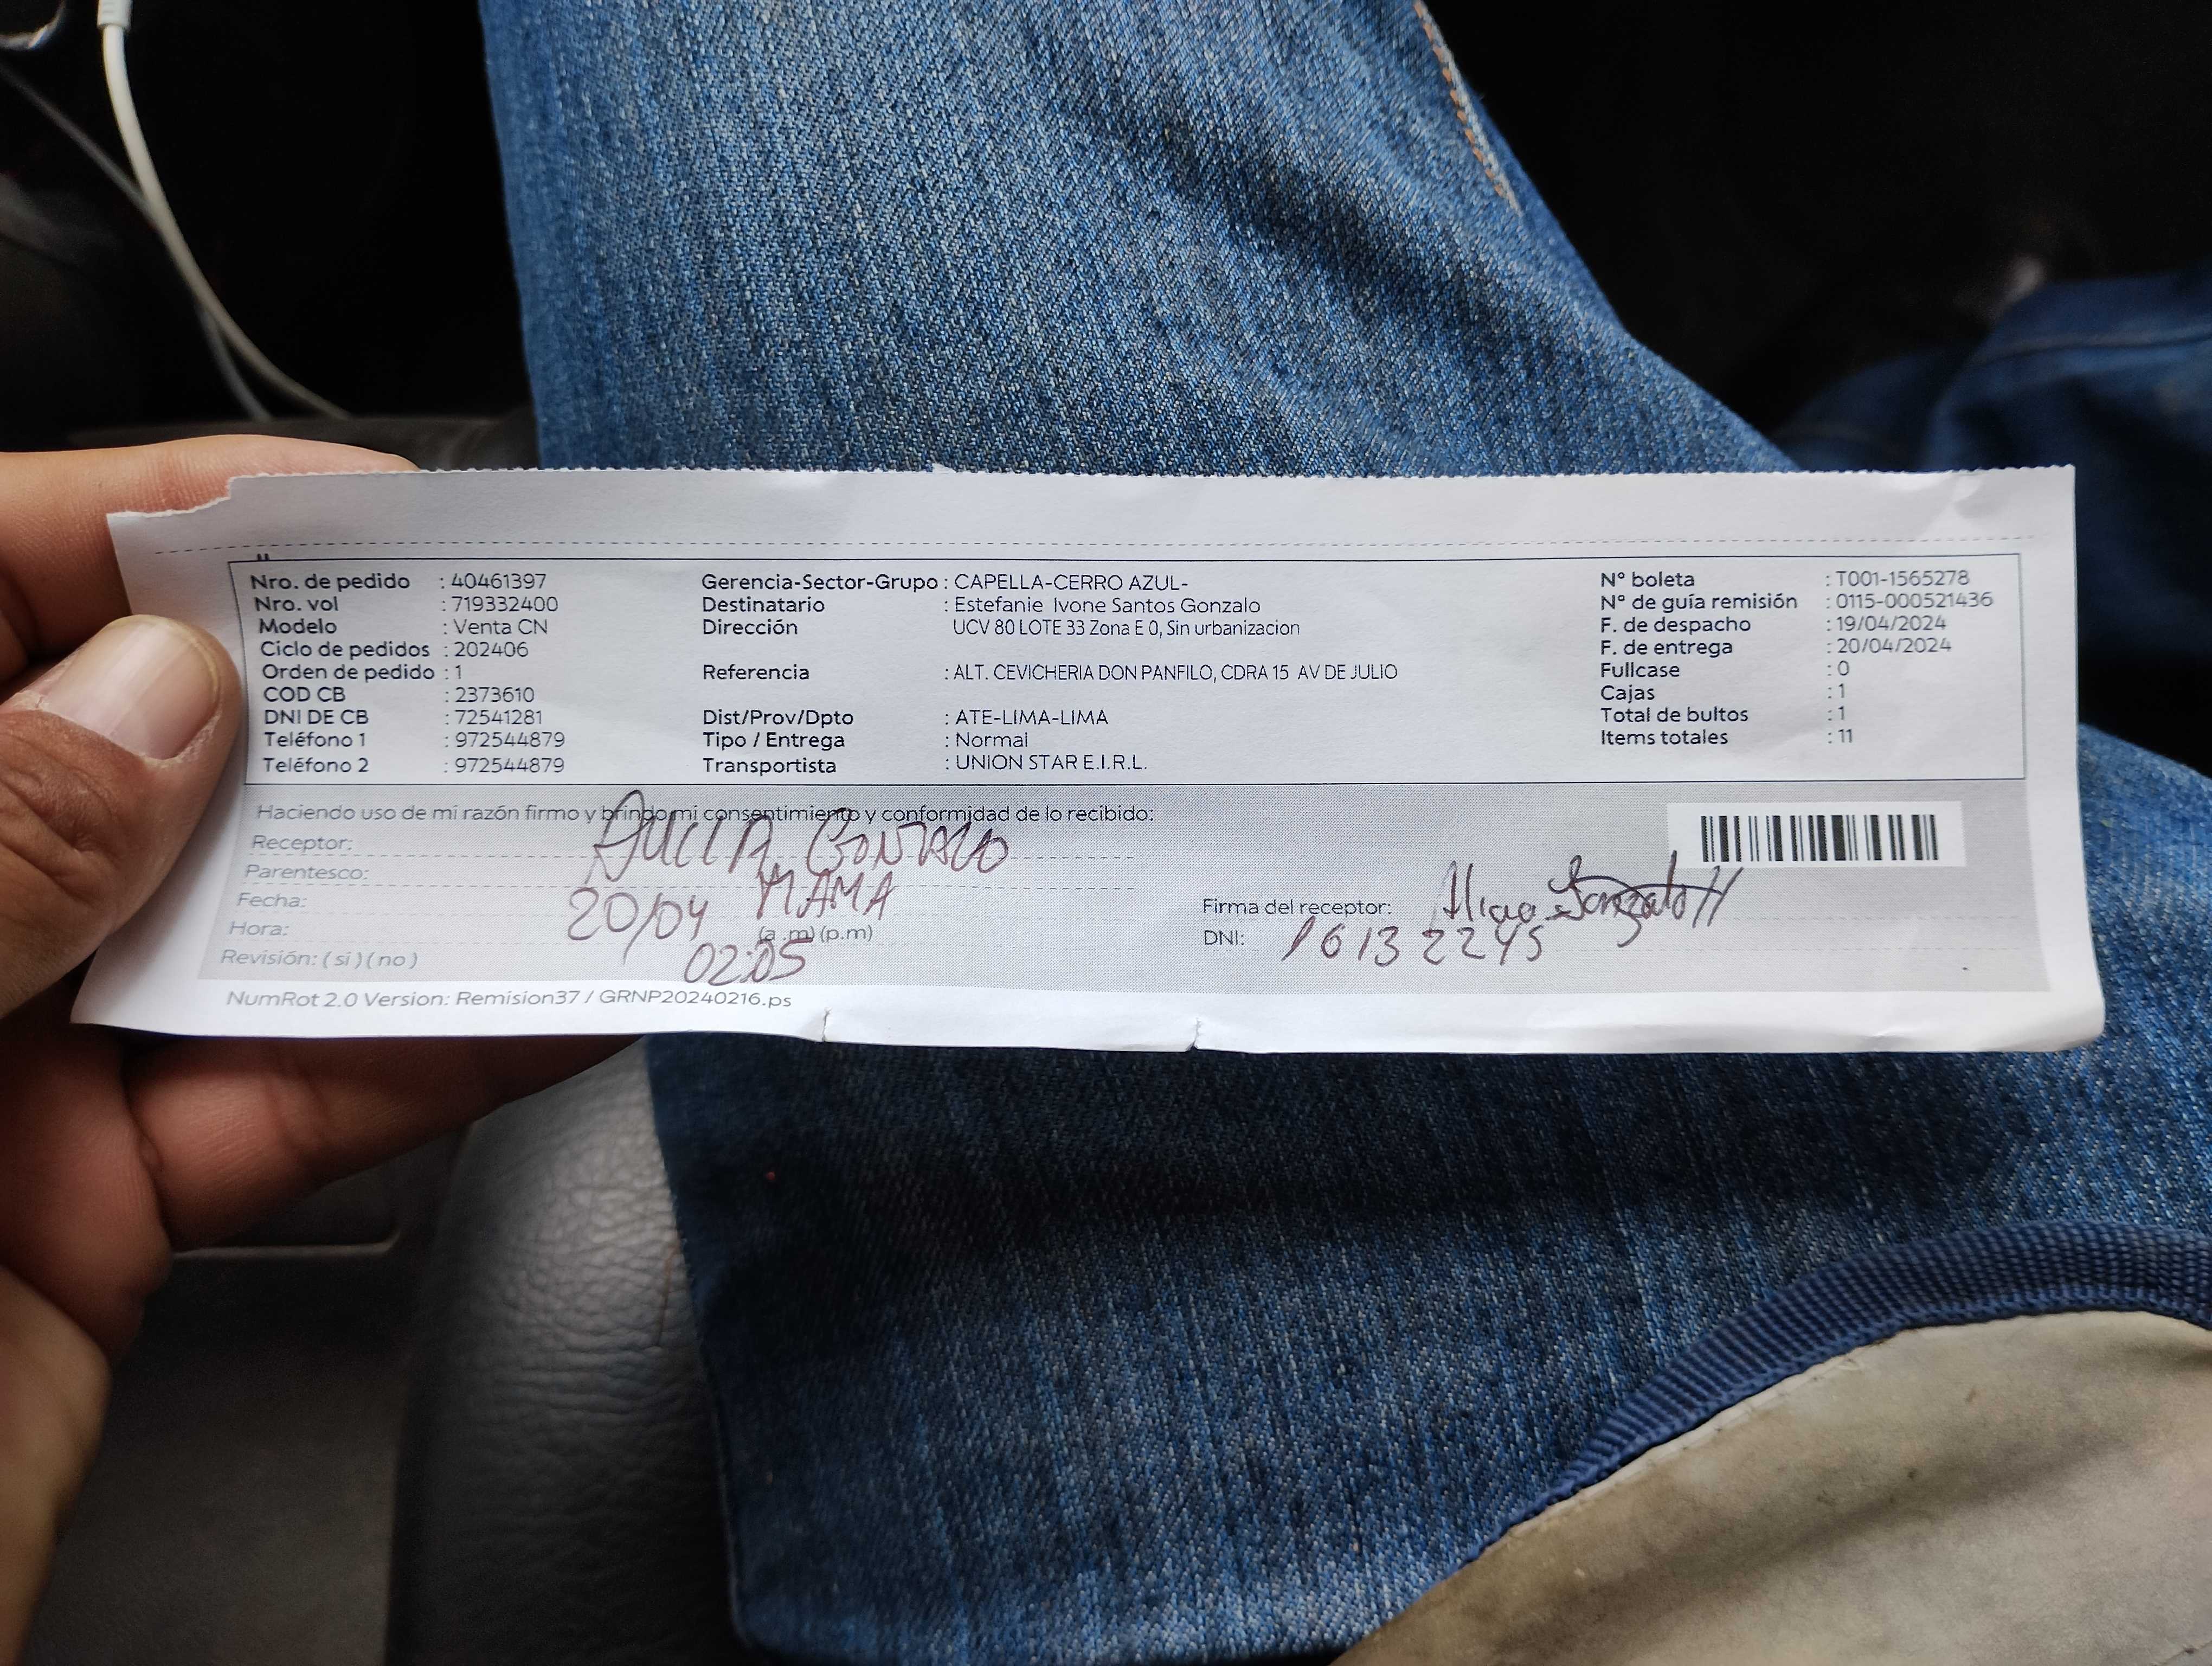 Nro. de pedido : 40461397 Gerencia-Sector-Grupo : CAPELLA-CERRO AZUL- N° boleta : T001-1565278
Nro. vol : 719332400 Destinatario : Estefanie Ivone Santos Gonzalo N° de guía remisión : 0115-000521436
Modelo : Venta CN Dirección UCV 80 LOTE 33 Zona E 0, Sin urbanizacion F. de despacho : 19/04/2024
Ciclo de pedidos : 202406 F. de entrega : 20/04/2024
Orden de pedido : 1 Referencia : ALT. CEVICHERIA DON PANFILO, CDRA 15 AV DE JULIO Fullcase : 0
COD CB : 2373610 Cajas : 1
DNI DE CB : 72541281 Dist/Prov/Dpto : ATE-LIMA-LIMA Total de bultos : 1
Teléfono 1 : 972544879 Tipo / Entrega : Normal Items totales : 11
Teléfono 2 : 972544879 Transportista : UNION STAR E.I.R.L.
Haciendo uso de mi razón firmo y brindo mi consentimiento y conformidad de lo recibido:
Receptor:
Parentesco: MAMA
Fecha: 20/04 Firma del receptor:
Hora: 02:05 (a .m) (p.m) DNI: 16132245
Revisión: ( si ) ( no )
NumRot 2.0 Version: Remision37 / GRNP20240216.ps